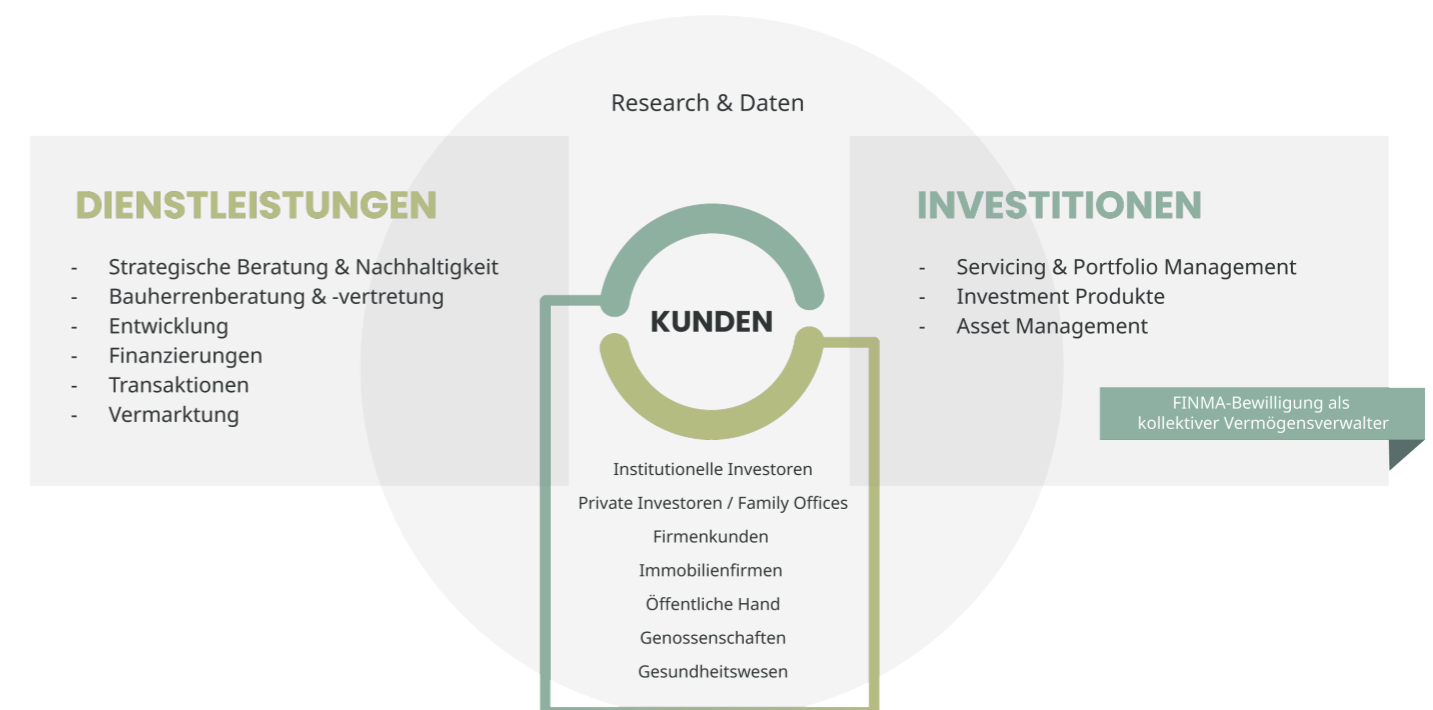 Research & Daten
DIENSTLEISTUNGEN
- Strategische Beratung & Nachhaltigkeit
- Bauherrenberatung & -vertretung
- Entwicklung
- Finanzierungen
- Transaktionen
- Vermarktung
KUNDEN
Institutionelle Investoren
Private Investoren / Family Offices
Firmenkunden
Immobilienfirmen
Öffentliche Hand
Genossenschaften
Gesundheitswesen
INVESTITIONEN
- Servicing & Portfolio Management
- Investment Produkte
- Asset Management
FINMA-Bewilligung als
kollektiver Vermögensverwalter